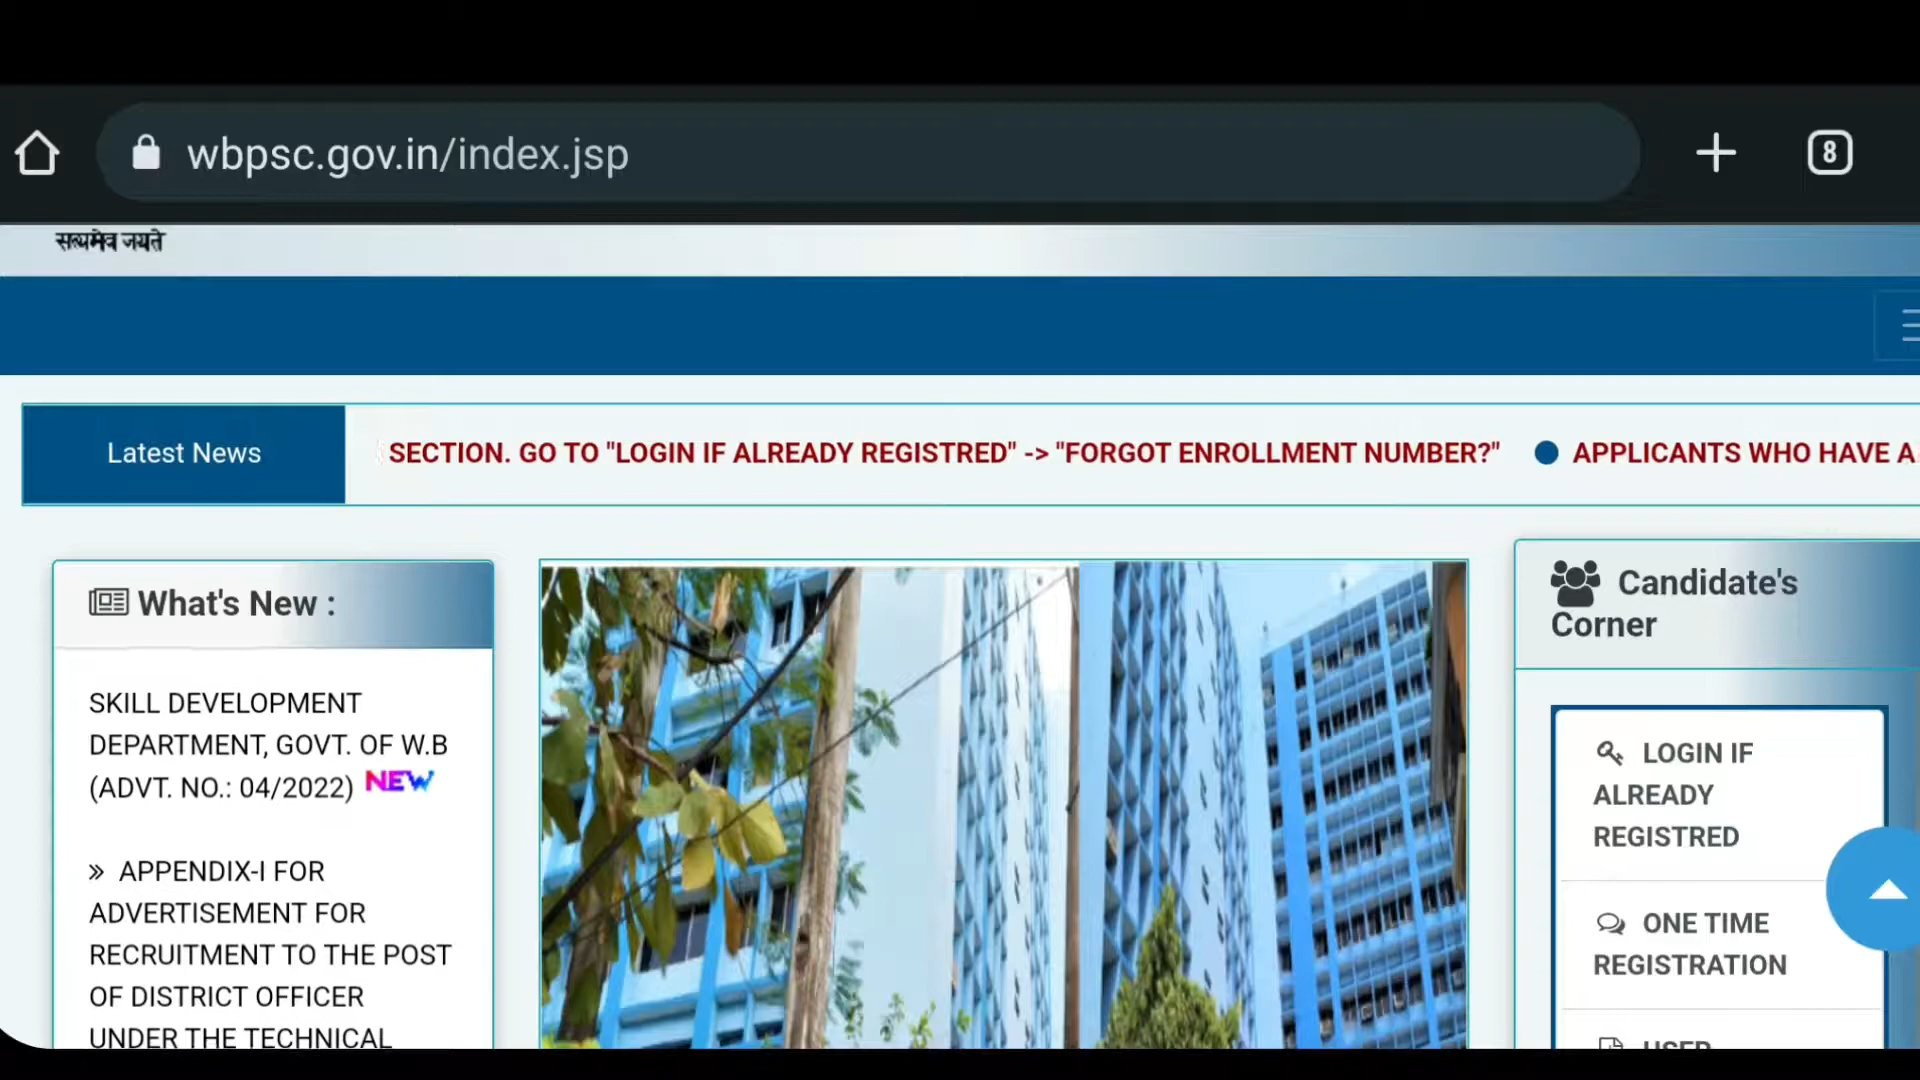 wbpsc.gov.in/index.jsp
8
सत्यमेव जयते
Latest News
SECTION. GO TO "LOGIN IF ALREADY REGISTRED" -> "FORGOT ENROLLMENT NUMBER?"
APPLICANTS WHO HAVE A
What's New :
SKILL DEVELOPMENT
DEPARTMENT, GOVT. OF W.B
(ADVT. NO.: 04/2022) NEW
» APPENDIX-I FOR
ADVERTISEMENT FOR
RECRUITMENT TO THE POST
OF DISTRICT OFFICER
UNDER THE TECHNICAL
Candidate's
Corner
LOGIN IF
ALREADY
REGISTRED
ONE TIME
REGISTRATION
USER